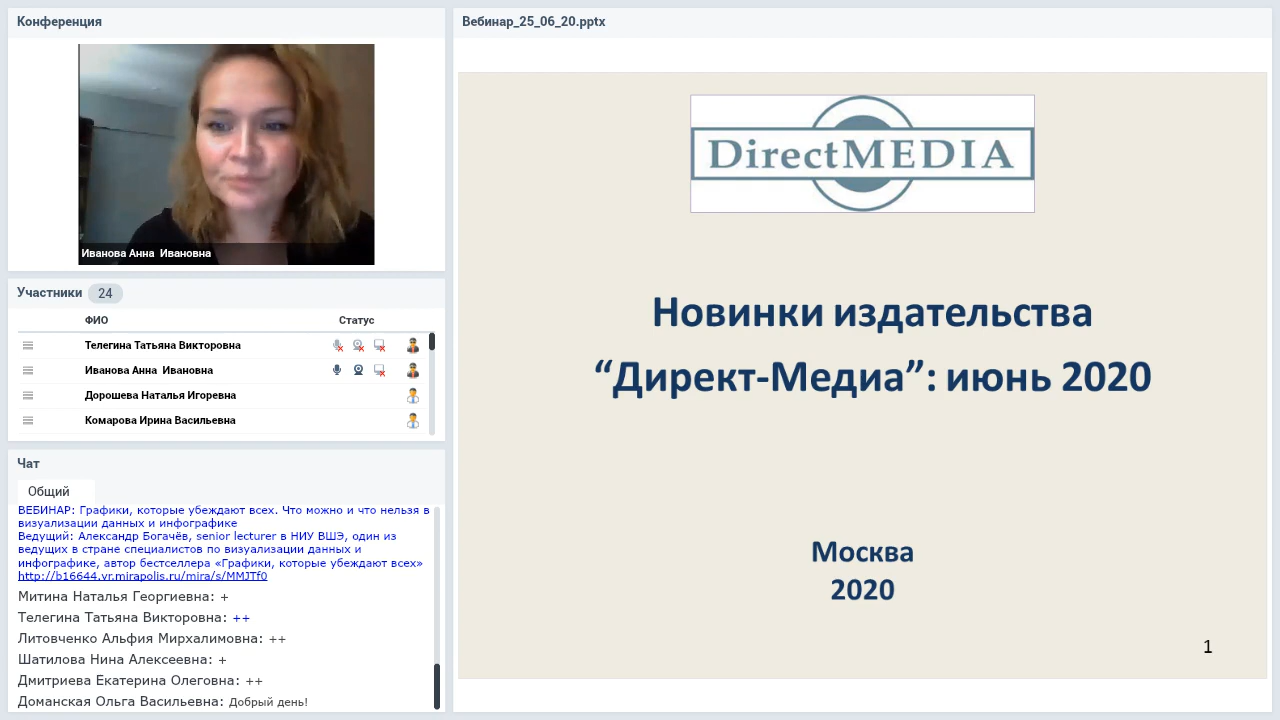 Конференция
Иванова Анна Ивановна
Участники 24
ФИО Статус
Телегина Татьяна Викторовна
Иванова Анна Ивановна
Дорошева Наталья Игоревна
Комарова Ирина Васильевна
Чат
Общий
ВЕБИНАР: Графики, которые убеждают всех. Что можно и что нельзя в
визуализации данных и инфографике
Ведущий: Александр Богачёв, senior lecturer в НИУ ВШЭ, один из
ведущих в стране специалистов по визуализации данных и
инфографике, автор бестселлера «Графики, которые убеждают всех»
http://b16644.vr.mirapolis.ru/mira/s/MMJTf0
Митина Наталья Георгиевна: +
Телегина Татьяна Викторовна: ++
Литовченко Альфия Мирхалимовна: ++
Шатилова Нина Алексеевна: +
Дмитриева Екатерина Олеговна: ++
Доманская Ольга Васильевна: Добрый день!
Вебинар_25_06_20.pptx
DirectMEDIA
Новинки издательства
“Директ-Медиа”: июнь 2020
Москва
2020
1